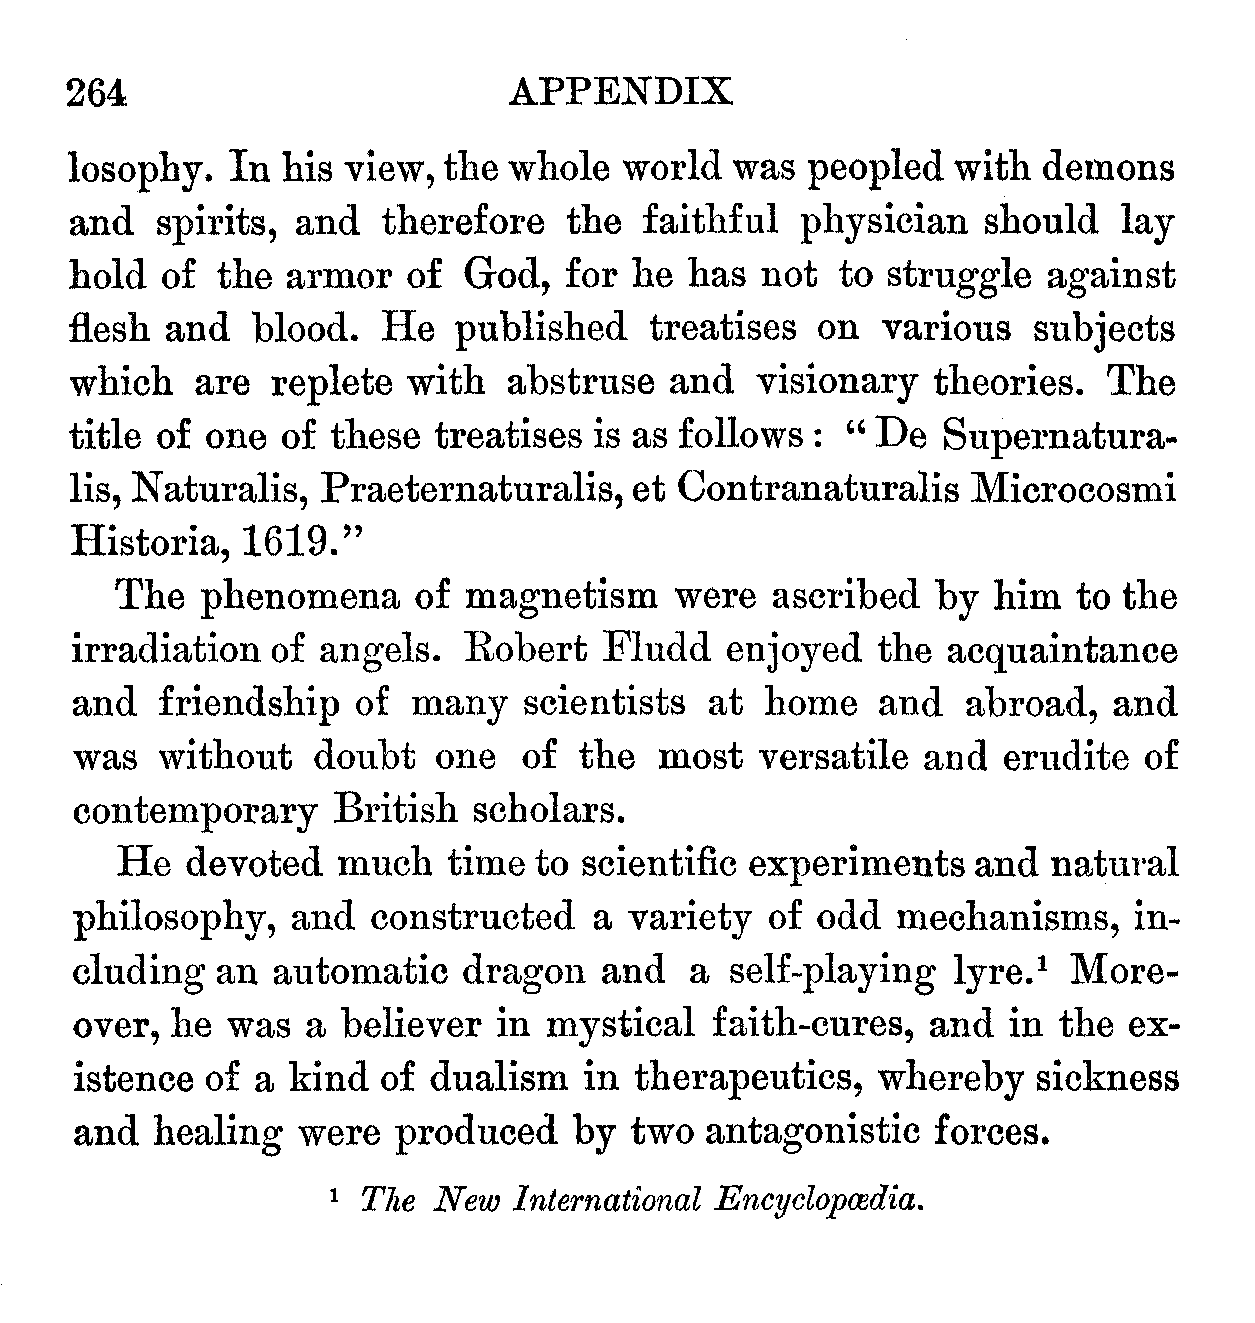 264 APPENDIX
losophy. In his view, the whole world was peopled with demons
and spirits, and therefore the faithful physician should lay
hold of the armor of God, for he has not to struggle against
flesh and blood. He published treatises on various subjects
which are replete with abstruse and visionary theories. The
title of one of these treatises is as follows : “ De Supernatura-
lis, Naturalis, Praeternaturalis, et Contranaturalis Microcosmi
Historia, 1619.”
The phenomena of magnetism were ascribed by him to the
irradiation of angels. Robert Fludd enjoyed the acquaintance
and friendship of many scientists at home and abroad, and
was without doubt one of the most versatile and erudite of
contemporary British scholars.
He devoted much time to scientific experiments and natural
philosophy, and constructed a variety of odd mechanisms, in-
cluding an automatic dragon and a self-playing lyre.¹ More-
over, he was a believer in mystical faith-cures, and in the ex-
istence of a kind of dualism in therapeutics, whereby sickness
and healing were produced by two antagonistic forces.
¹ The New International Encyclopædia.